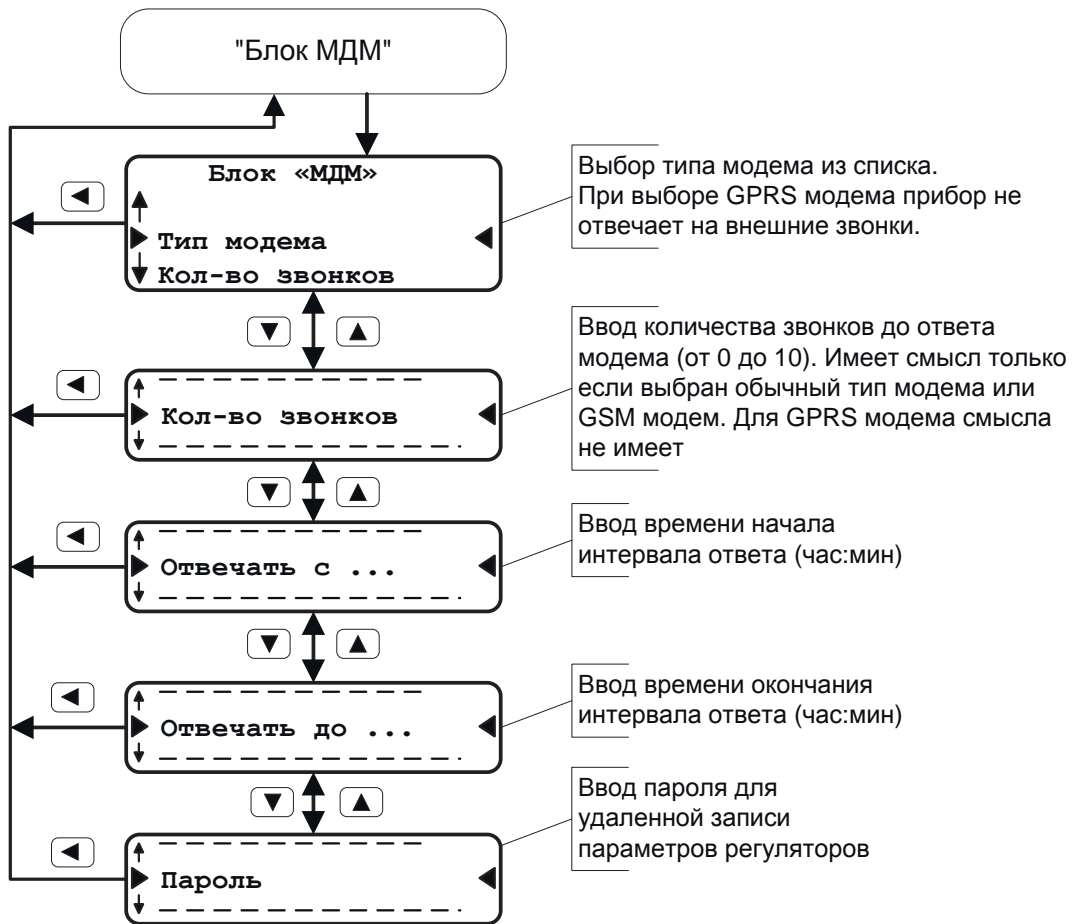 "Блок МДМ"
Блок «МДМ»
Тип модема
Кол-во звонков
Выбор типа модема из списка.
При выборе GPRS модема прибор не
отвечает на внешние звонки.
Кол-во звонков
Ввод количества звонков до ответа
модема (от 0 до 10). Имеет смысл только
если выбран обычный тип модема или
GSM модем. Для GPRS модема смысла
не имеет
Отвечать с ...
Ввод времени начала
интервала ответа (час:мин)
Отвечать до ...
Ввод времени окончания
интервала ответа (час:мин)
Пароль
Ввод пароля для
удаленной записи
параметров регуляторов